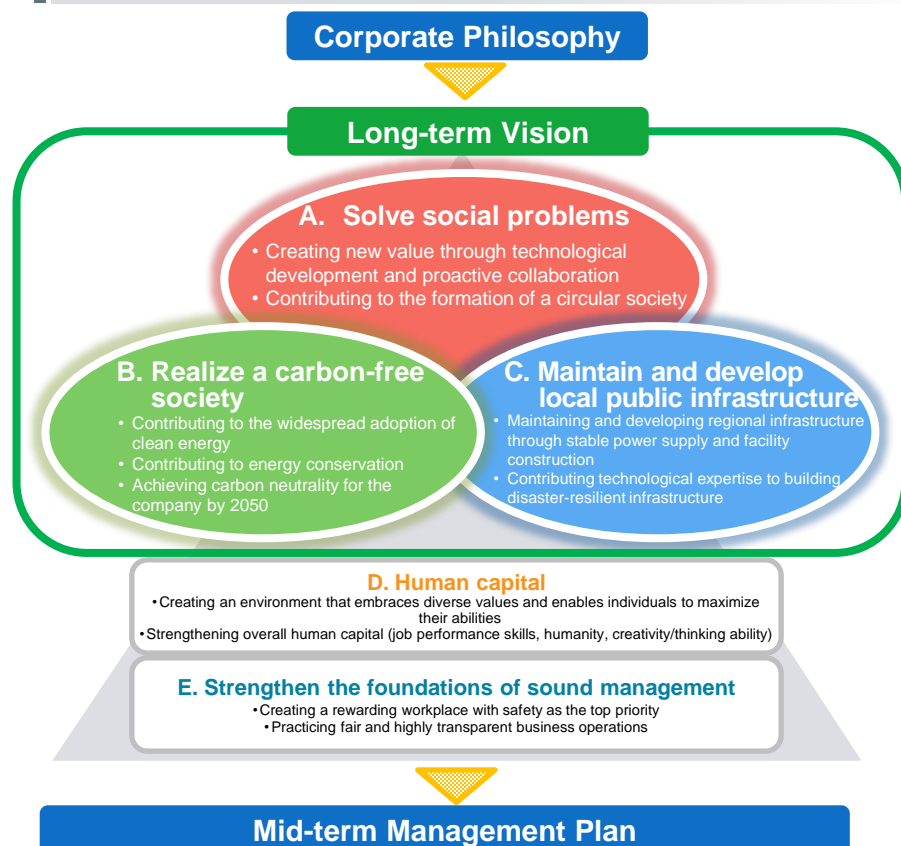 Corporate Philosophy
Long-term Vision
A. Solve social problems
• Creating new value through technological
development and proactive collaboration
• Contributing to the formation of a circular society
B. Realize a carbon-free
society
• Contributing to the widespread adoption of
clean energy
• Contributing to energy conservation
• Achieving carbon neutrality for the
company by 2050
C. Maintain and develop
local public infrastructure
• Maintaining and developing regional infrastructure
through stable power supply and facility
construction
• Contributing technological expertise to building
disaster-resilient infrastructure
D. Human capital
•Creating an environment that embraces diverse values and enables individuals to maximize
their abilities
•Strengthening overall human capital (job performance skills, humanity, creativity/thinking ability)
E. Strengthen the foundations of sound management
•Creating a rewarding workplace with safety as the top priority
•Practicing fair and highly transparent business operations
Mid-term Management Plan